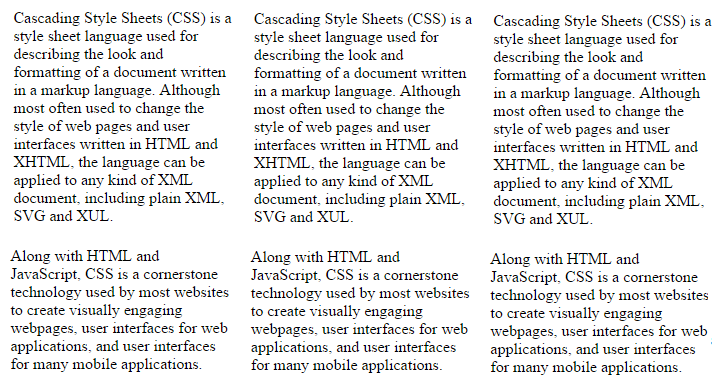 Cascading Style Sheets (CSS) is a
style sheet language used for
describing the look and
formatting of a document written
in a markup language. Although
most often used to change the
style of web pages and user
interfaces written in HTML and
XHTML, the language can be
applied to any kind of XML
document, including plain XML,
SVG and XUL.
Along with HTML and
JavaScript, CSS is a cornerstone
technology used by most websites
to create visually engaging
webpages, user interfaces for web
applications, and user interfaces
for many mobile applications.
Cascading Style Sheets (CSS) is a
style sheet language used for
describing the look and
formatting of a document written
in a markup language. Although
most often used to change the
style of web pages and user
interfaces written in HTML and
XHTML, the language can be
applied to any kind of XML
document, including plain XML,
SVG and XUL.
Along with HTML and
JavaScript, CSS is a cornerstone
technology used by most websites
to create visually engaging
webpages, user interfaces for web
applications, and user interfaces
for many mobile applications.
Cascading Style Sheets (CSS) is a
style sheet language used for
describing the look and
formatting of a document written
in a markup language. Although
most often used to change the
style of web pages and user
interfaces written in HTML and
XHTML, the language can be
applied to any kind of XML
document, including plain XML,
SVG and XUL.
Along with HTML and
JavaScript, CSS is a cornerstone
technology used by most websites
to create visually engaging
webpages, user interfaces for web
applications, and user interfaces
for many mobile applications.